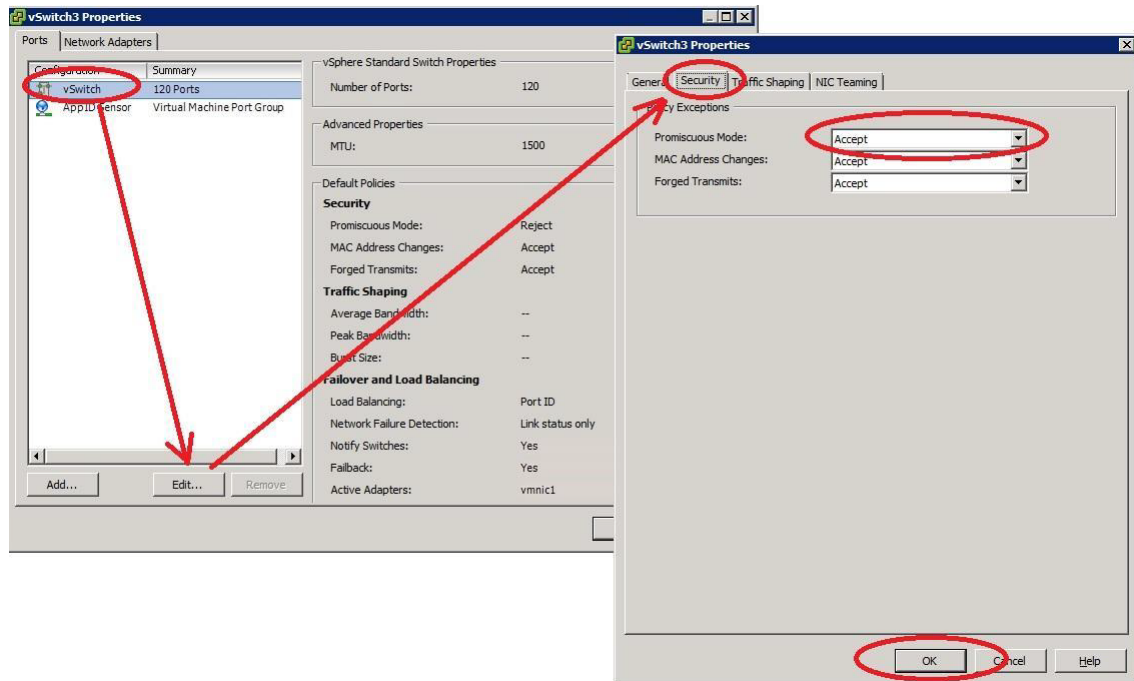 vSwitch3 Properties
Ports Network Adapters
Configuration Summary
vSwitch 120 Ports
AppID Sensor Virtual Machine Port Group
Add... Edit... Remove
vSphere Standard Switch Properties
Number of Ports: 120
Advanced Properties
MTU: 1500
Default Policies
Security
Promiscuous Mode: Reject
MAC Address Changes: Accept
Forged Transmits: Accept
Traffic Shaping
Average Bandwidth: --
Peak Bandwidth: --
Burst Size: --
Failover and Load Balancing
Load Balancing: Port ID
Network Failure Detection: Link status only
Notify Switches: Yes
Failback: Yes
Active Adapters: vmnic1
vSwitch3 Properties
General Security Traffic Shaping NIC Teaming
Policy Exceptions
Promiscuous Mode: Accept
MAC Address Changes: Accept
Forged Transmits: Accept
OK Cancel Help